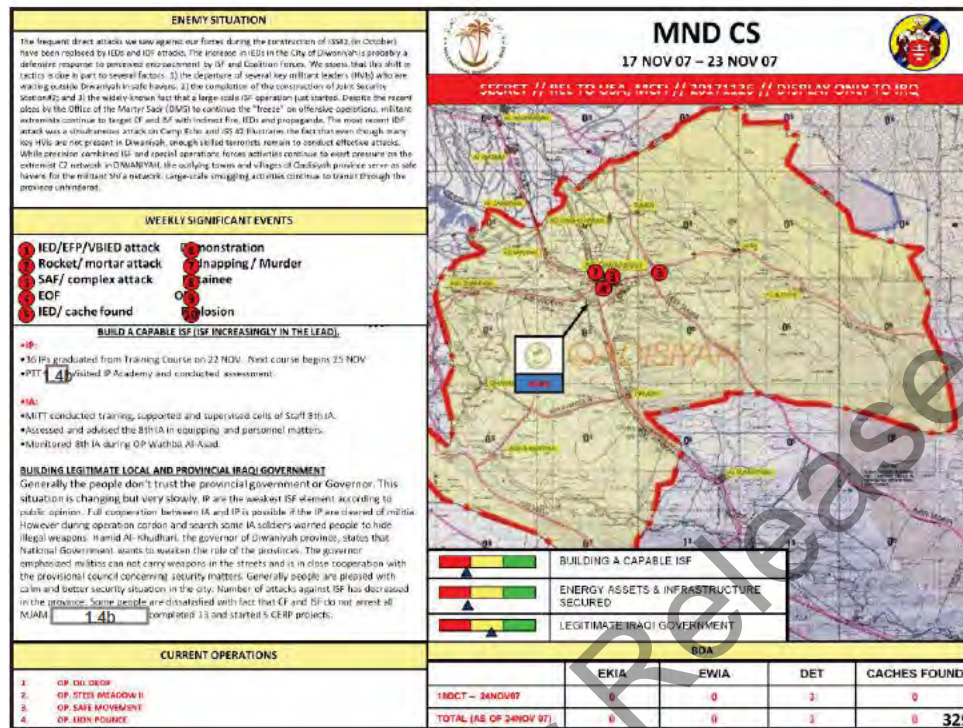 ENEMY SITUATION
The frequent direct attacks we saw against our forces during the construction of JSS#2 (in October)
have been replaced by IEDs and IDF attacks. The increase in IEDs in the City of Diwaniyah is probably a
defensive response to perceived encroachment by ISF and Coalition Forces. We assess that this shift in
tactics is due in part to several factors. 1) the departure of several key militant leaders (HVIs) who are
waiting outside Diwaniyah in safe havens; 2) the completion of the construction of Joint Security
Station#2; and 3) the widely-known fact that a large-scale ISF operation just started. Despite the recent
pleas by the Office of the Martyr Sadr (OMS) to continue the "freeze" on offensive operations, militant
extremists continue to target CF and ISF with Indirect Fire, IEDs and propaganda. The most recent IDF
attack was a simultaneous attack on Camp Echo and JSS #2 illustrates the fact that even though many
key HVIs are not present in Diwaniyah, enough skilled terrorists remain to conduct effective attacks.
While precision combined ISF and special operations forces activities continue to exert pressure on the
extremist C2 network in DIWANIYAH, the outlying towns and villages of Qadisiyah province serve as safe
havens for the militant Shi'a network. Large-scale smuggling activities continue to transit through the
province unhindered.
WEEKLY SIGNIFICANT EVENTS
1 IED/EFP/VBIED attack
2 Rocket/ mortar attack
3 SAF/ complex attack
4 EOF
5 IED/ cache found
monstration
dnapping / Murder
tainee
plosion
BUILD A CAPABLE ISF (ISF INCREASINGLY IN THE LEAD).
•IP:
•36 IPs graduated from Training Course on 22 NOV. Next course begins 25 NOV
•PTT 4b visited IP Academy and conducted assessment.
•IA:
•MiTT conducted training, supported and supervised cells of Staff 8th IA.
•Assessed and advised the 8th IA in equipping and personnel matters.
•Monitored 8th IA during OP Wathba Al-Asad.
BUILDING LEGITIMATE LOCAL AND PROVINCIAL IRAQI GOVERNMENT
Generally the people don't trust the provincial government or Governor. This
situation is changing but very slowly. IP are the weakest ISF element according to
public opinion. Full cooperation between IA and IP is possible if the IP are cleared of militia.
However during operation cordon and search some IA soldiers warned people to hide
illegal weapons. Hamid Al- Khudhari, the governor of Diwaniyah province, states that
National Government wants to weaken the role of the provinces. The governor
emphasized militias can not carry weapons in the streets and is in close cooperation with
the provisional council concerning security matters. Generally people are pleased with
calm and better security situation in the city. Number of attacks against ISF has decreased
in the province. Some people are dissatisfied with fact that CF and ISF do not arrest all
MJAM 1.4b completed 13 and started 5 CERP projects.
CURRENT OPERATIONS
1. OP. OIL DROP
2. OP. STEEL MEADOW II
3. OP. SAFE MOVEMENT
4. OP. LION POUNCE
MND CS
17 NOV 07 – 23 NOV 07
SECRET // REL TO USA, MCFI // 20171126 // DISPLAY ONLY TO IRQ
QADISIYAH
2
3
4
3
BUILDING A CAPABLE ISF
ENERGY ASSETS & INFRASTRUCTURE
SECURED
LEGITIMATE IRAQI GOVERNMENT
BDA
EKIA EWIA DET CACHES FOUND
18OCT – 24NOV07 0 0 3 0
TOTAL (AS OF 24NOV 07) 0 0 3 0
32
Release